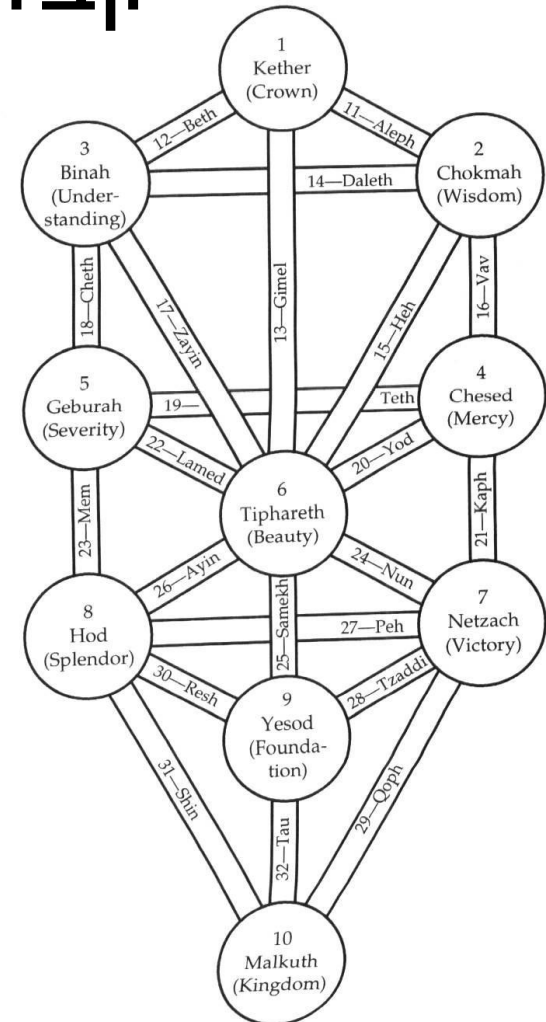 1
Kether
(Crown)
12—Beth
11—Aleph
3
Binah
(Under-
standing)
2
Chokmah
(Wisdom)
14—Daleth
18—Cheth
17—Zayin
13—Gimel
15—Heh
16—Vav
5
Geburah
(Severity)
19—
Teth
4
Chesed
(Mercy)
22—Lamed
20—Yod
6
Tiphareth
(Beauty)
23—Mem
21—Kaph
26—Ayin
24—Nun
25—Samekh
8
Hod
(Splendor)
27—Peh
7
Netzach
(Victory)
30—Resh
28—Tzaddi
9
Yesod
(Founda-
tion)
31—Shin
32—Tau
29—Qoph
10
Malkuth
(Kingdom)